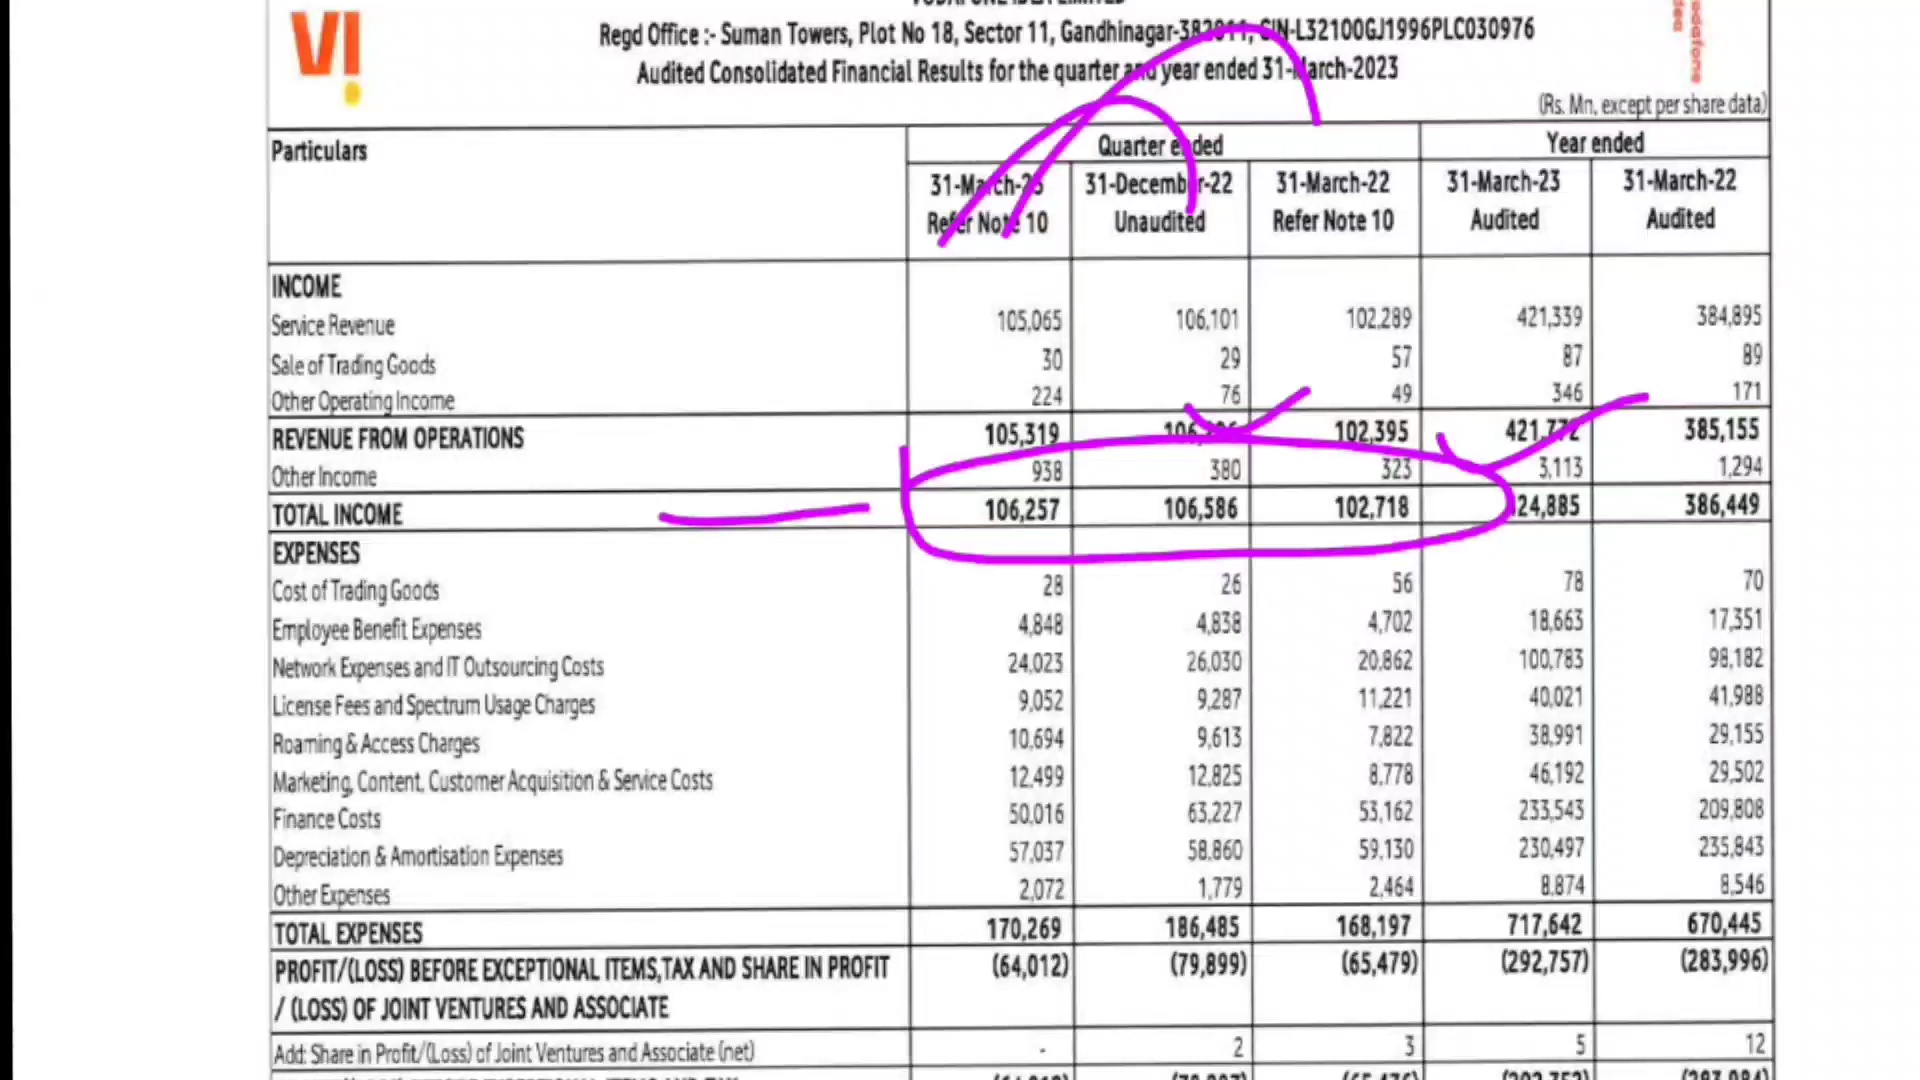 VI
Regd Office :- Suman Towers, Plot No 18, Sector 11, Gandhinagar-382011, CIN-L32100GJ1996PLC030976
Audited Consolidated Financial Results for the quarter and year ended 31-March-2023
(Rs. Mn, except per share data)
Particulars Quarter ended Year ended
31-March-23 31-December-22 31-March-22 31-March-23 31-March-22
Refer Note 10 Unaudited Refer Note 10 Audited Audited
INCOME
Service Revenue 105,065 106,101 102,289 421,339 384,895
Sale of Trading Goods 30 29 57 87 89
Other Operating Income 224 76 49 346 171
REVENUE FROM OPERATIONS 105,319 102,395 421,772 385,155
Other Income 938 380 323 3,113 1,294
TOTAL INCOME 106,257 106,586 102,718 24,885 386,449
EXPENSES
Cost of Trading Goods 28 26 56 78 70
Employee Benefit Expenses 4,848 4,838 4,702 18,663 17,351
Network Expenses and IT Outsourcing Costs 24,023 26,030 20,862 100,783 98,182
License Fees and Spectrum Usage Charges 9,052 9,287 11,221 40,021 41,988
Roaming & Access Charges 10,694 9,613 7,822 38,991 29,155
Marketing, Content, Customer Acquisition & Service Costs 12,499 12,825 8,778 46,192 29,502
Finance Costs 50,016 63,227 53,162 233,543 209,808
Depreciation & Amortisation Expenses 57,037 58,860 59,130 230,497 235,843
Other Expenses 2,072 1,779 2,464 8,874 8,546
TOTAL EXPENSES 170,269 186,485 168,197 717,642 670,445
PROFIT/(LOSS) BEFORE EXCEPTIONAL ITEMS,TAX AND SHARE IN PROFIT (64,012) (79,899) (65,479) (292,757) (283,996)
/ (LOSS) OF JOINT VENTURES AND ASSOCIATE
Add: Share in Profit/(Loss) of Joint Ventures and Associate (net) - 2 3 5 12